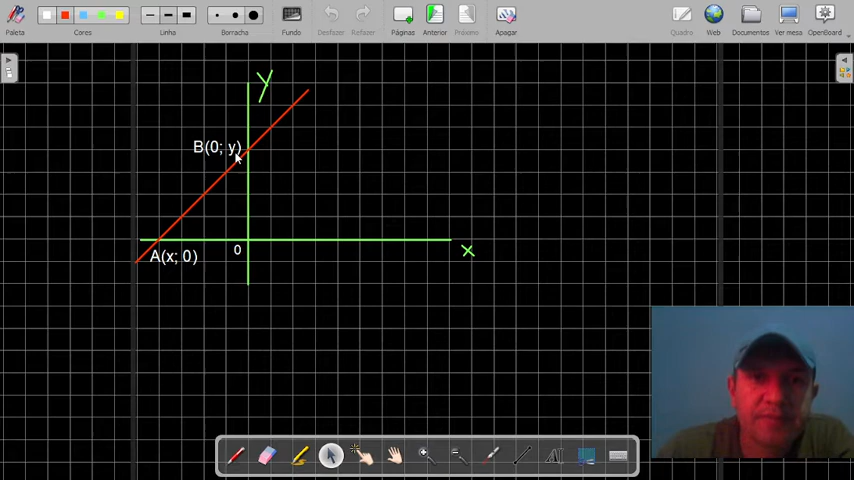 Paleta Cores Linha Borracha Fundo Desfazer Refazer Páginas Anterior Próximo Apagar Quadro Web Documentos Ver mesa OpenBoard
y
B(0; y)
0
x
A(x; 0)